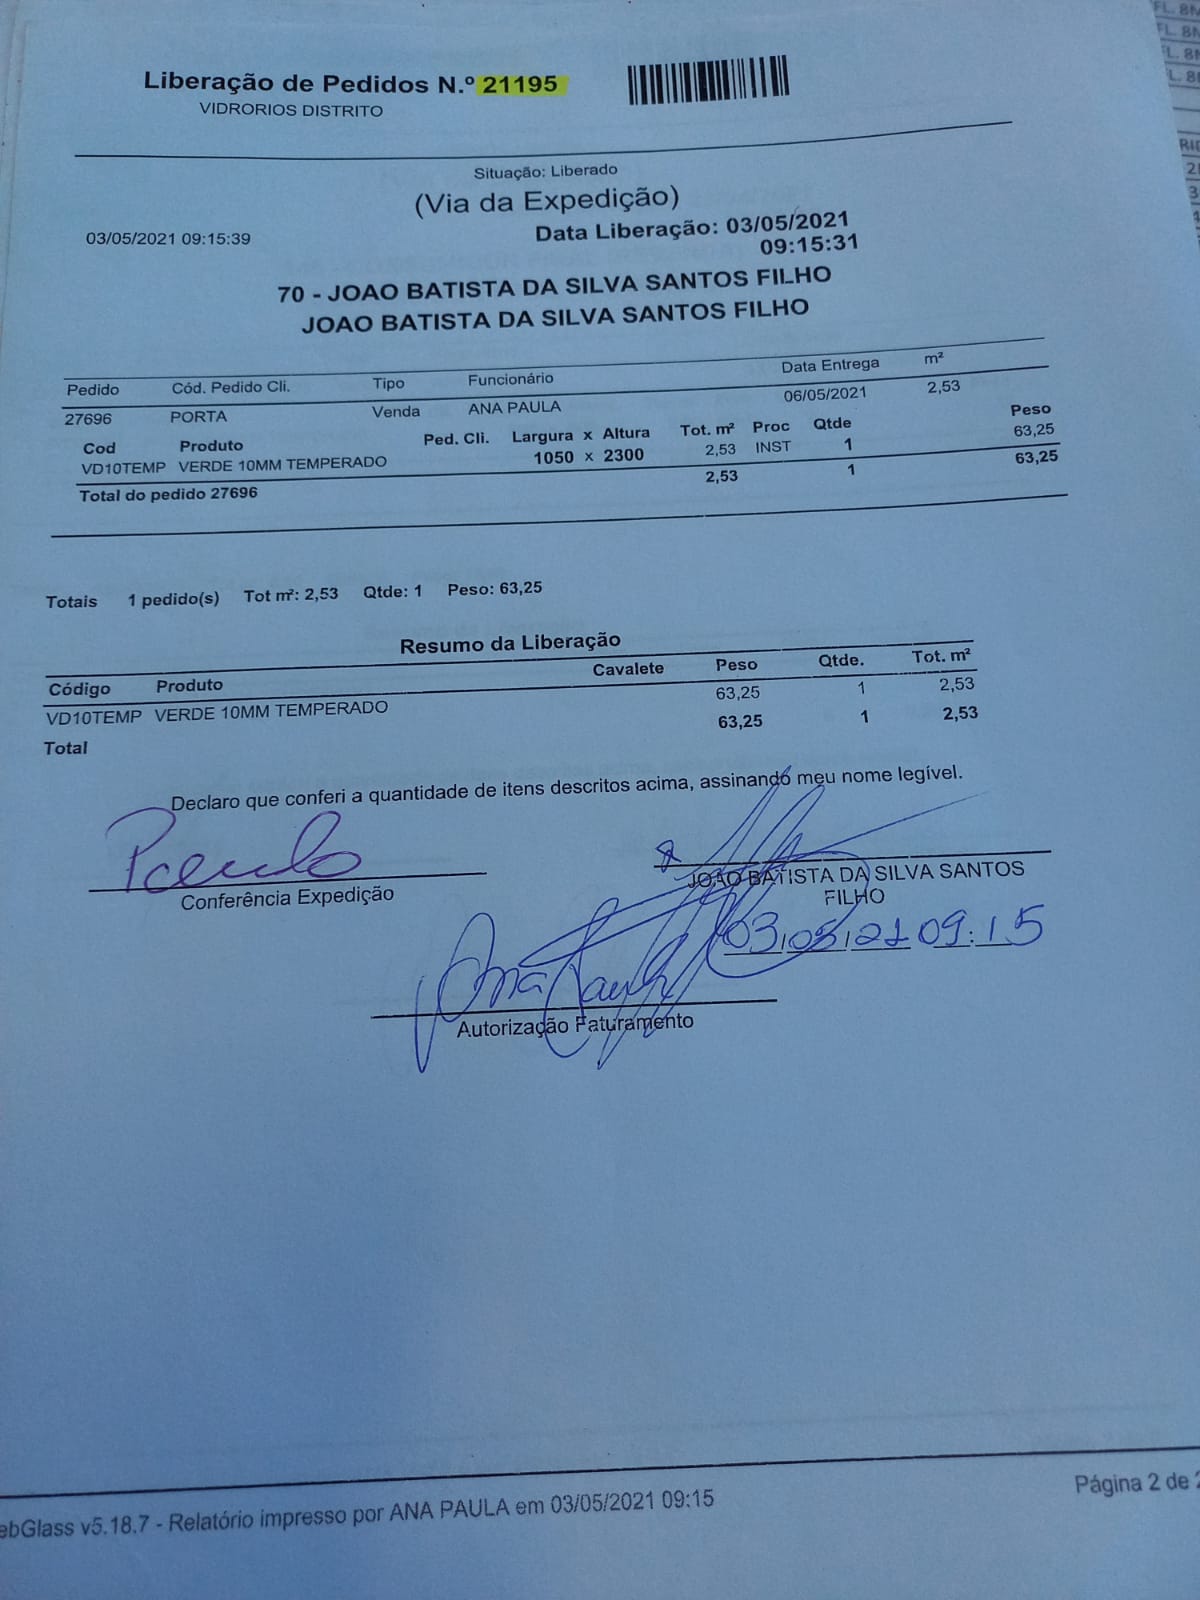 Liberação de Pedidos N.º 21195
VIDRORIOS DISTRITO
Situação: Liberado
(Via da Expedição)
03/05/2021 09:15:39
Data Liberação: 03/05/2021
09:15:31
70 - JOAO BATISTA DA SILVA SANTOS FILHO
JOAO BATISTA DA SILVA SANTOS FILHO
Pedido Cód. Pedido Cli. Tipo Funcionário Data Entrega m²
27696 PORTA Venda ANA PAULA 06/05/2021 2,53
Cod Produto Ped. Cli. Largura x Altura Tot. m² Proc Qtde Peso
VD10TEMP VERDE 10MM TEMPERADO 1050 x 2300 2,53 INST 1 63,25
Total do pedido 27696 2,53 1 63,25
Totais 1 pedido(s) Tot m²: 2,53 Qtde: 1 Peso: 63,25
Resumo da Liberação
Código Produto Cavalete Peso Qtde. Tot. m²
VD10TEMP VERDE 10MM TEMPERADO 63,25 1 2,53
Total 63,25 1 2,53
Declaro que conferi a quantidade de itens descritos acima, assinando meu nome legível.
Conferência Expedição
JOAO BATISTA DA SILVA SANTOS
FILHO
03/05/21 09:15
Ana Paula
Autorização Faturamento
ebGlass v5.18.7 - Relatório impresso por ANA PAULA em 03/05/2021 09:15
Página 2 de 2